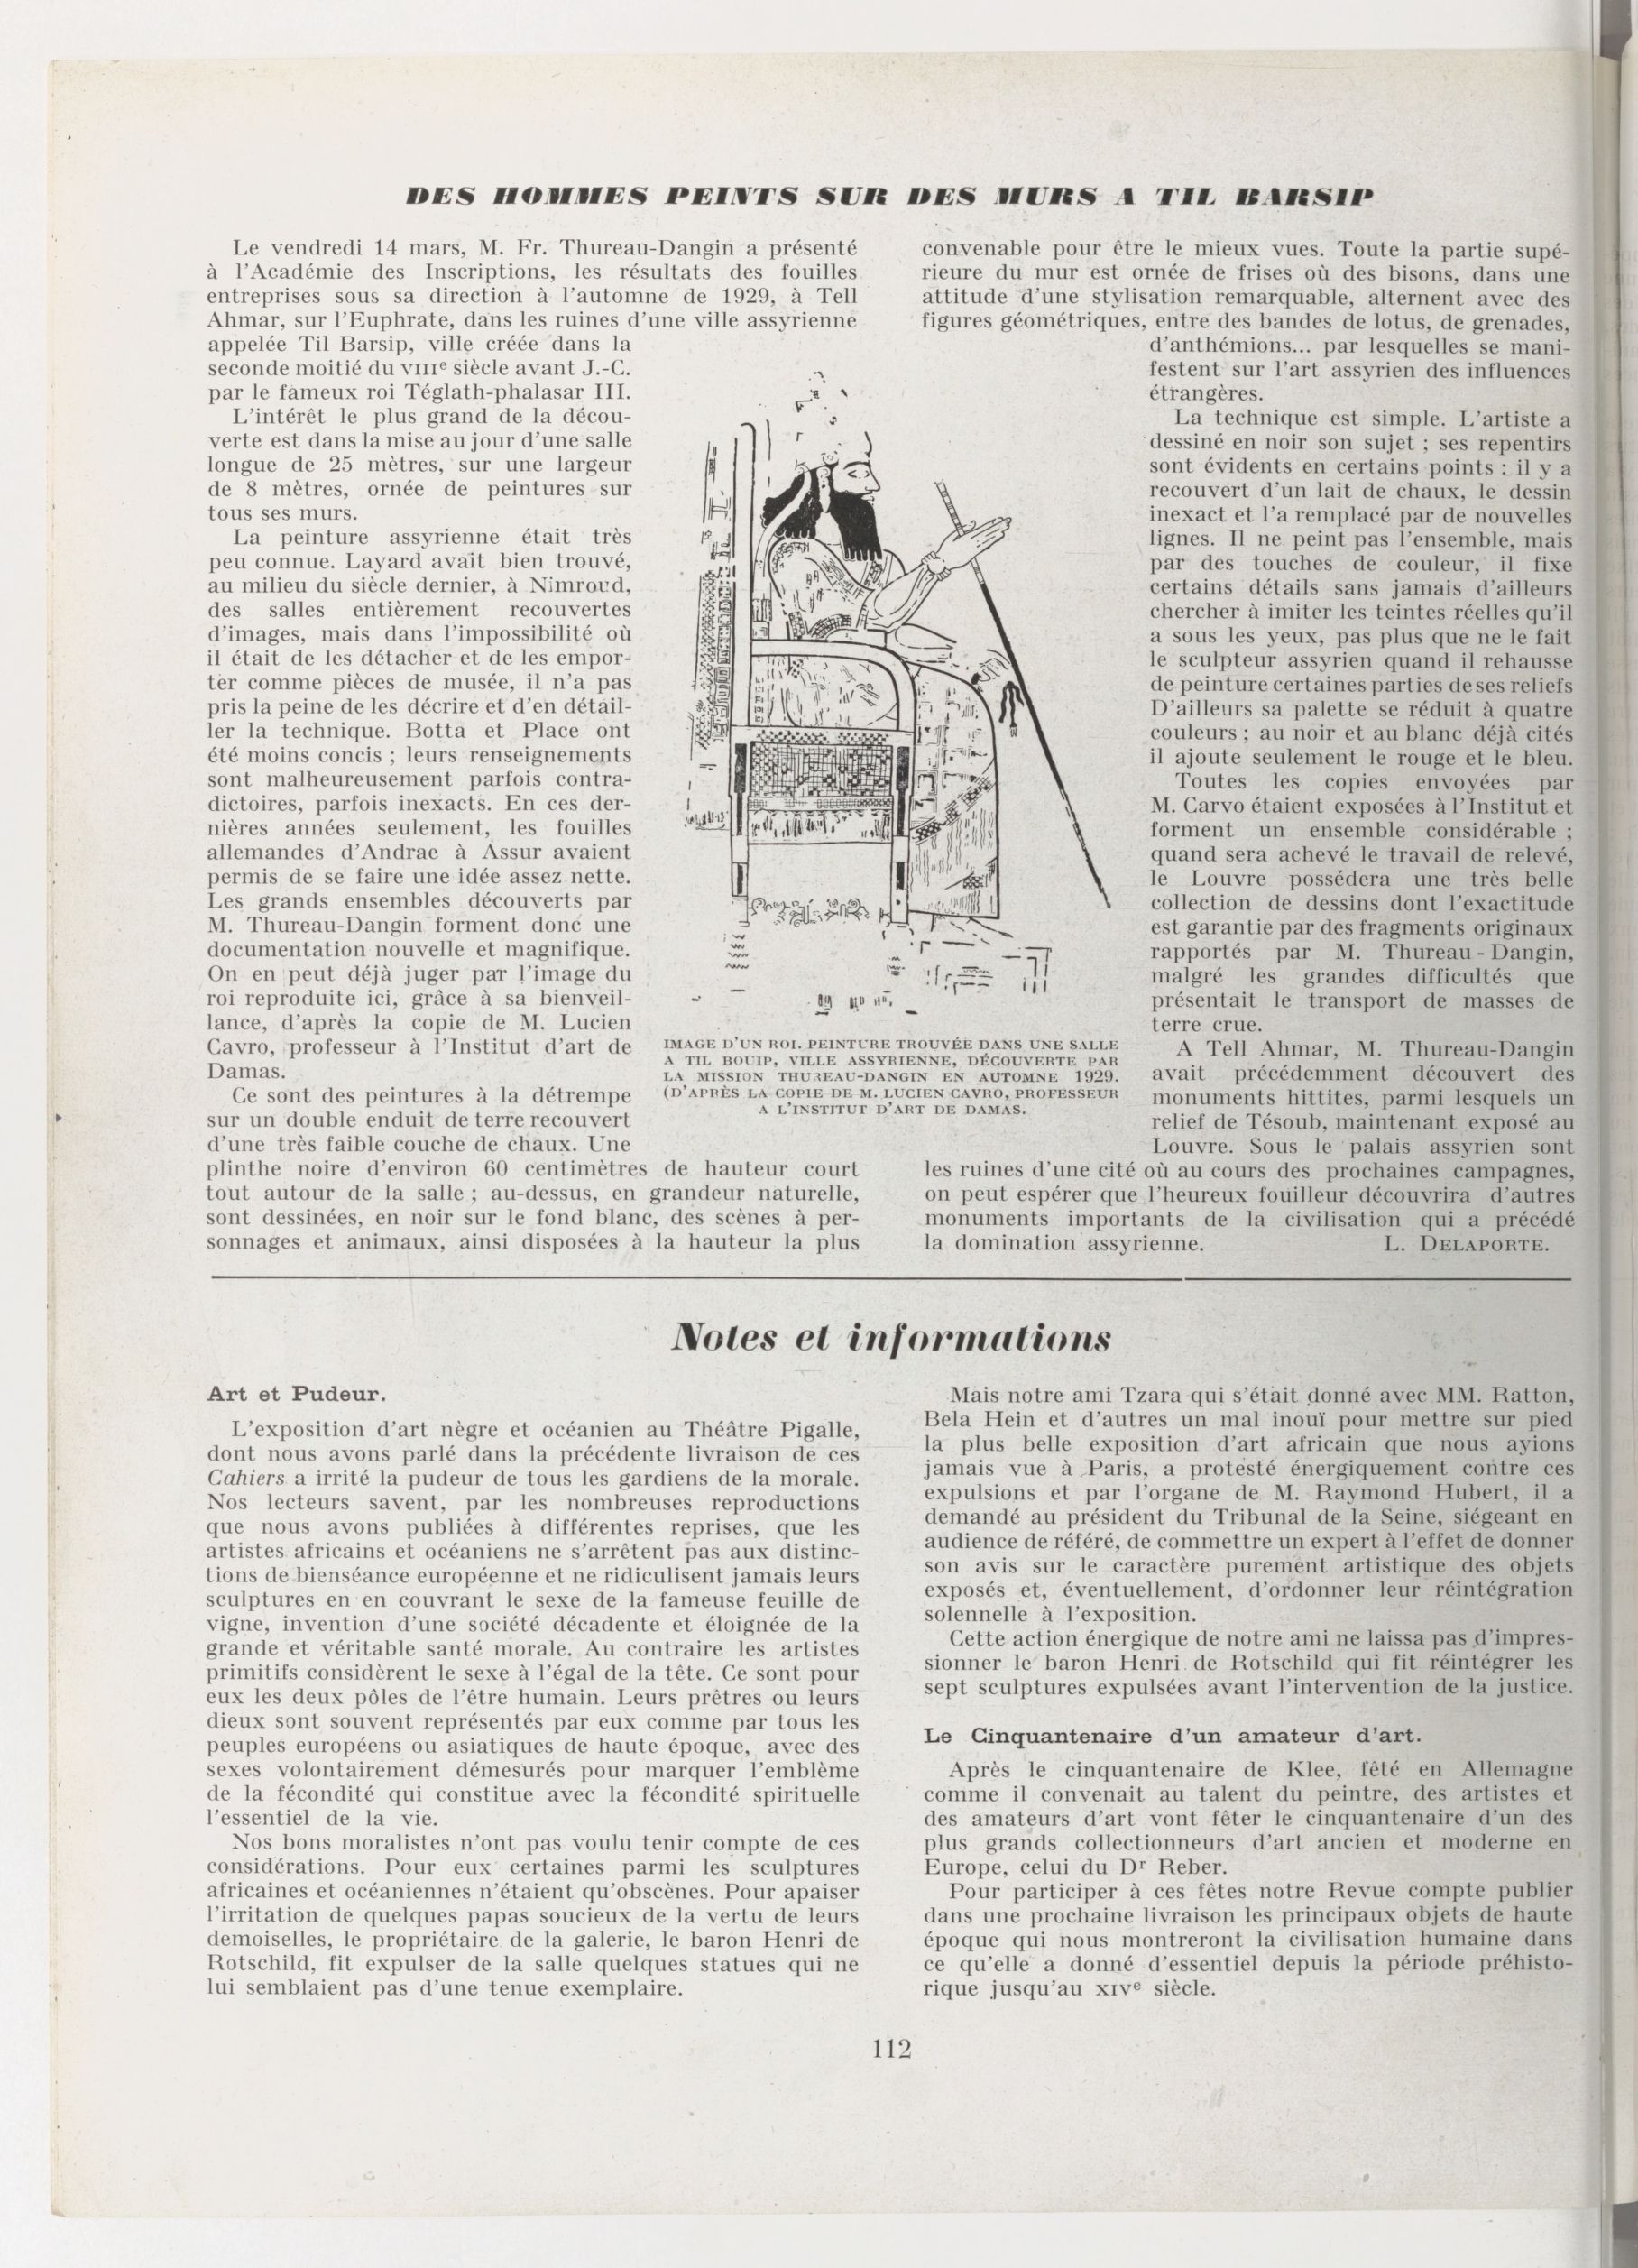 DES HOMMES PEINTS SUR DES MURS A TIL BARSIP
Le vendredi 14 mars, M. Fr. Thureau-Dangin a présenté
à l'Académie des Inscriptions, les résultats des fouilles
entreprises sous sa direction à l'automne de 1929, à Tell
Ahmar, sur l'Euphrate, dans les ruines d'une ville assyrienne
appelée Til Barsip, ville créée dans la
seconde moitié du VIIIe siècle avant J.-C.
par le fameux roi Téglath-phalasar III.
L'intérêt le plus grand de la décou-
verte est dans la mise au jour d'une salle
longue de 25 mètres, sur une largeur
de 8 mètres, ornée de peintures sur
tous ses murs.
La peinture assyrienne était très
peu connue. Layard avait bien trouvé,
au milieu du siècle dernier, à Nimroud,
des salles entièrement recouvertes
d'images, mais dans l'impossibilité où
il était de les détacher et de les empor-
ter comme pièces de musée, il n'a pas
pris la peine de les décrire et d'en détail-
ler la technique. Botta et Place ont
été moins concis ; leurs renseignements
sont malheureusement parfois contra-
dictoires, parfois inexacts. En ces der-
nières années seulement, les fouilles
allemandes d'Andrae à Assur avaient
permis de se faire une idée assez nette.
Les grands ensembles découverts par
M. Thureau-Dangin forment donc une
documentation nouvelle et magnifique.
On en peut déjà juger par l'image du
roi reproduite ici, grâce à sa bienveil-
lance, d'après la copie de M. Lucien
Cavro, professeur à l'Institut d'art de
Damas.
Ce sont des peintures à la détrempe
sur un double enduit de terre recouvert
d'une très faible couche de chaux. Une
plinthe noire d'environ 60 centimètres de hauteur court
tout autour de la salle ; au-dessus, en grandeur naturelle,
sont dessinées, en noir sur le fond blanc, des scènes à per-
sonnages et animaux, ainsi disposées à la hauteur la plus
IMAGE D'UN ROI. PEINTURE TROUVÉE DANS UNE SALLE
A TIL BOUIP, VILLE ASSYRIENNE, DÉCOUVERTE PAR
LA MISSION THUREAU-DANGIN EN AUTOMNE 1929.
(D'APRÈS LA COPIE DE M. LUCIEN CAVRO, PROFESSEUR
A L'INSTITUT D'ART DE DAMAS.
convenable pour être le mieux vues. Toute la partie supé-
rieure du mur est ornée de frises où des bisons, dans une
attitude d'une stylisation remarquable, alternent avec des
figures géométriques, entre des bandes de lotus, de grenades,
d'anthémions... par lesquelles se mani-
festent sur l'art assyrien des influences
étrangères.
La technique est simple. L'artiste a
dessiné en noir son sujet ; ses repentirs
sont évidents en certains points : il y a
recouvert d'un lait de chaux, le dessin
inexact et l'a remplacé par de nouvelles
lignes. Il ne peint pas l'ensemble, mais
par des touches de couleur, il fixe
certains détails sans jamais d'ailleurs
chercher à imiter les teintes réelles qu'il
a sous les yeux, pas plus que ne le fait
le sculpteur assyrien quand il rehausse
de peinture certaines parties de ses reliefs
D'ailleurs sa palette se réduit à quatre
couleurs ; au noir et au blanc déjà cités
il ajoute seulement le rouge et le bleu.
Toutes les copies envoyées par
M. Carvo étaient exposées à l'Institut et
forment un ensemble considérable ;
quand sera achevé le travail de relevé,
le Louvre possédera une très belle
collection de dessins dont l'exactitude
est garantie par des fragments originaux
rapportés par M. Thureau-Dangin,
malgré les grandes difficultés que
présentait le transport de masses de
terre crue.
A Tell Ahmar, M. Thureau-Dangin
avait précédemment découvert des
monuments hittites, parmi lesquels un
relief de Tésoub, maintenant exposé au
Louvre. Sous le palais assyrien sont
les ruines d'une cité où au cours des prochaines campagnes,
on peut espérer que l'heureux fouilleur découvrira d'autres
monuments importants de la civilisation qui a précédé
la domination assyrienne. L. DELAPORTE.
Notes et informations
Art et Pudeur.
L'exposition d'art nègre et océanien au Théâtre Pigalle,
dont nous avons parlé dans la précédente livraison de ces
Cahiers a irrité la pudeur de tous les gardiens de la morale.
Nos lecteurs savent, par les nombreuses reproductions
que nous avons publiées à différentes reprises, que les
artistes africains et océaniens ne s'arrêtent pas aux distinc-
tions de bienséance européenne et ne ridiculisent jamais leurs
sculptures en en couvrant le sexe de la fameuse feuille de
vigne, invention d'une société décadente et éloignée de la
grande et véritable santé morale. Au contraire les artistes
primitifs considèrent le sexe à l'égal de la tête. Ce sont pour
eux les deux pôles de l'être humain. Leurs prêtres ou leurs
dieux sont souvent représentés par eux comme par tous les
peuples européens ou asiatiques de haute époque, avec des
sexes volontairement démesurés pour marquer l'emblème
de la fécondité qui constitue avec la fécondité spirituelle
l'essentiel de la vie.
Nos bons moralistes n'ont pas voulu tenir compte de ces
considérations. Pour eux certaines parmi les sculptures
africaines et océaniennes n'étaient qu'obscènes. Pour apaiser
l'irritation de quelques papas soucieux de la vertu de leurs
demoiselles, le propriétaire de la galerie, le baron Henri de
Rotschild, fit expulser de la salle quelques statues qui ne
lui semblaient pas d'une tenue exemplaire.
Mais notre ami Tzara qui s'était donné avec MM. Ratton,
Bela Hein et d'autres un mal inouï pour mettre sur pied
la plus belle exposition d'art africain que nous ayions
jamais vue à Paris, a protesté énergiquement contre ces
expulsions et par l'organe de M. Raymond Hubert, il a
demandé au président du Tribunal de la Seine, siégeant en
audience de référé, de commettre un expert à l'effet de donner
son avis sur le caractère purement artistique des objets
exposés et, éventuellement, d'ordonner leur réintégration
solennelle à l'exposition.
Cette action énergique de notre ami ne laissa pas d'impres-
sionner le baron Henri de Rotschild qui fit réintégrer les
sept sculptures expulsées avant l'intervention de la justice.
Le Cinquantenaire d'un amateur d'art.
Après le cinquantenaire de Klee, fêté en Allemagne
comme il convenait au talent du peintre, des artistes et
des amateurs d'art vont fêter le cinquantenaire d'un des
plus grands collectionneurs d'art ancien et moderne en
Europe, celui du Dr Reber.
Pour participer à ces fêtes notre Revue compte publier
dans une prochaine livraison les principaux objets de haute
époque qui nous montreront la civilisation humaine dans
ce qu'elle a donné d'essentiel depuis la période préhisto-
rique jusqu'au XIVe siècle.
112